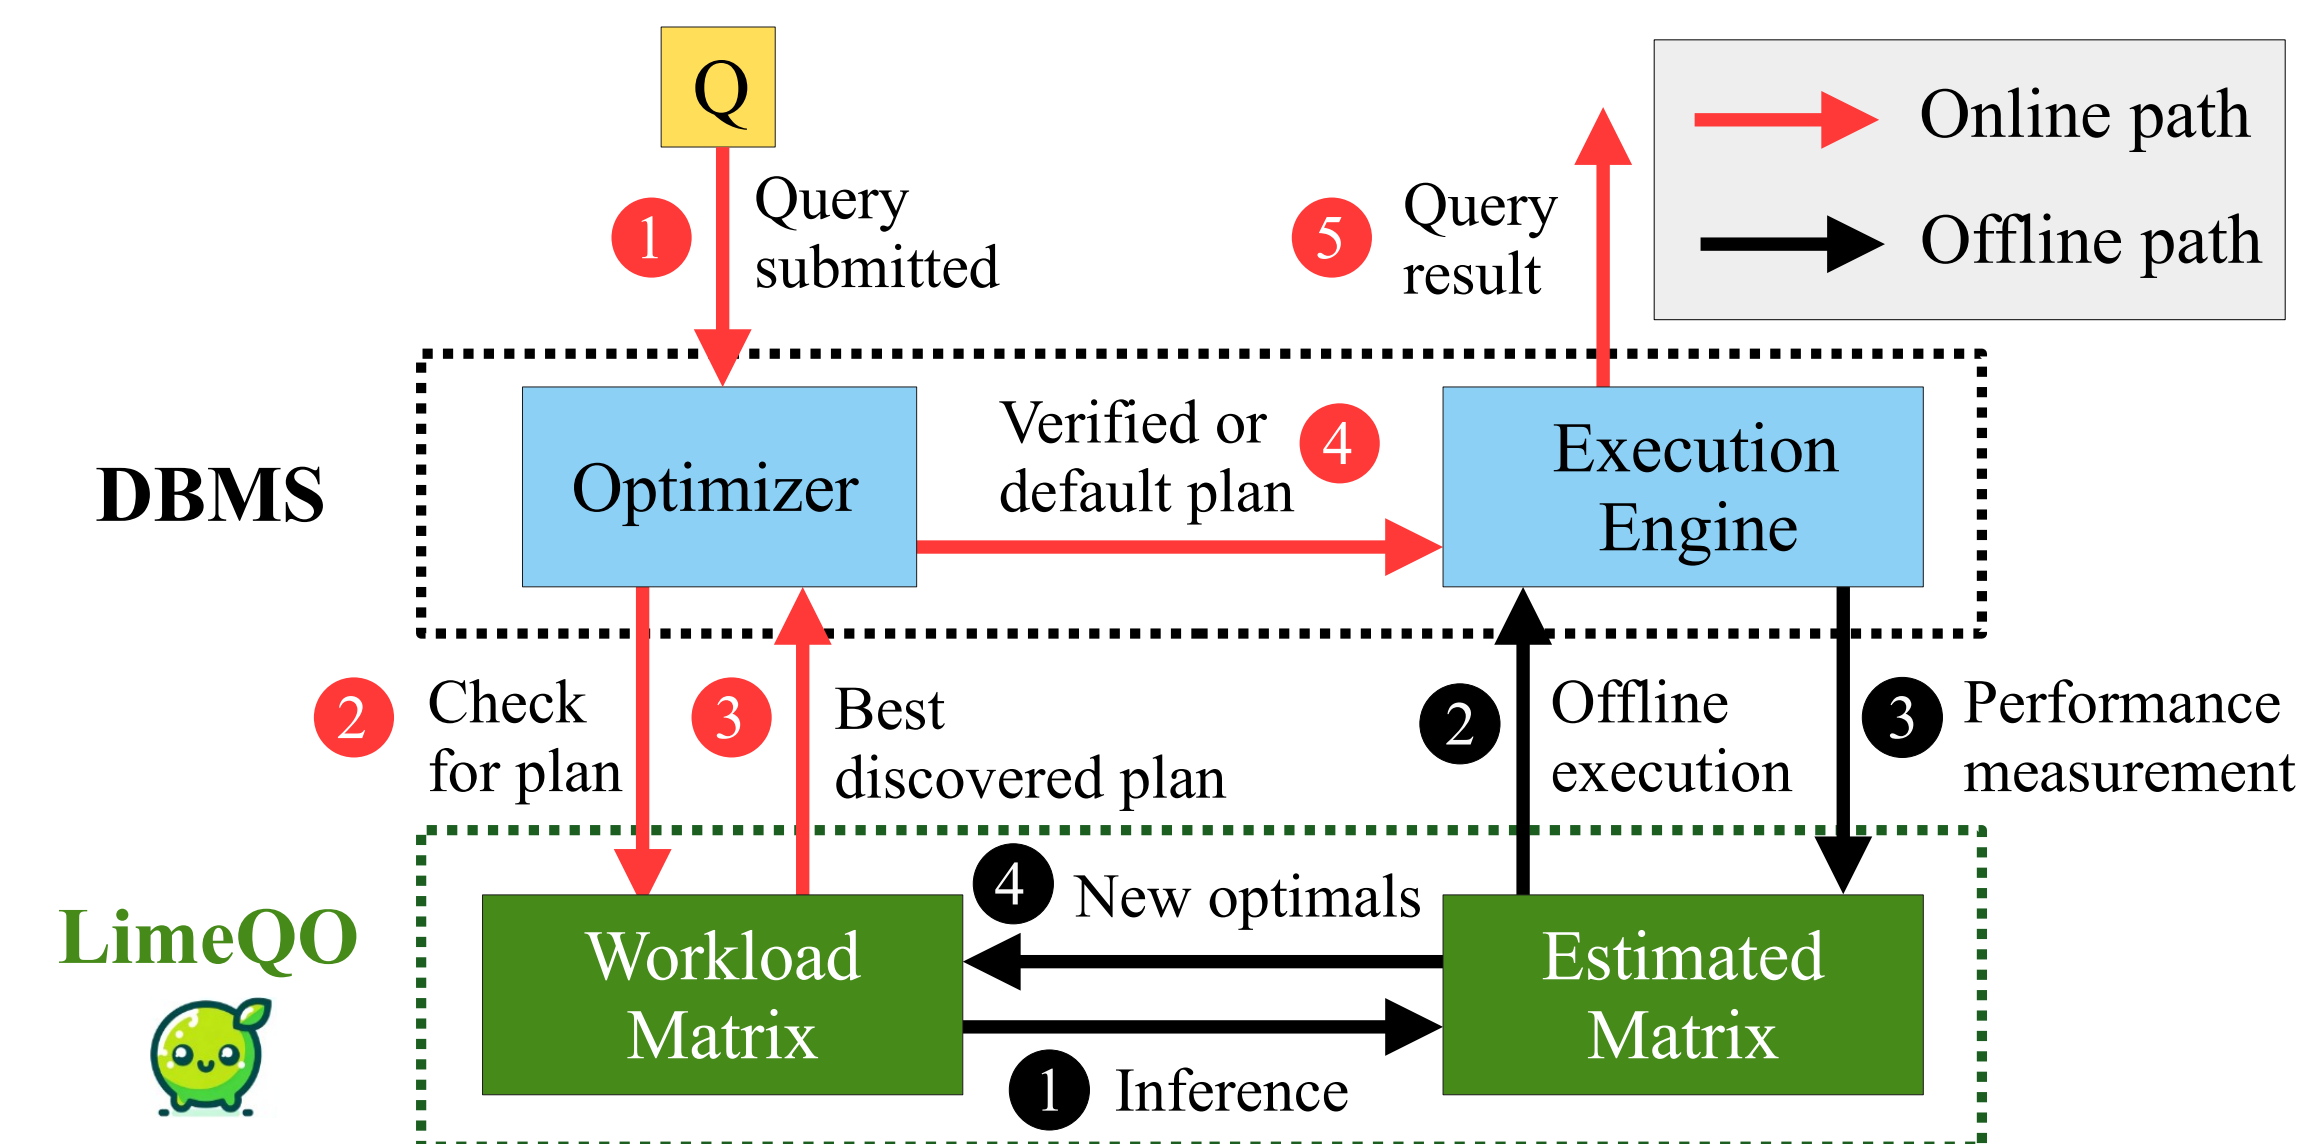 Q
Online path
Offline path
1
Query
submitted
5
Query
result
DBMS
Optimizer
Verified or
default plan
4
Execution
Engine
2
Check
for plan
3
Best
discovered plan
2
Offline
execution
3
Performance
measurement
LimeQO
Workload
Matrix
4
New optimals
1
Inference
Estimated
Matrix